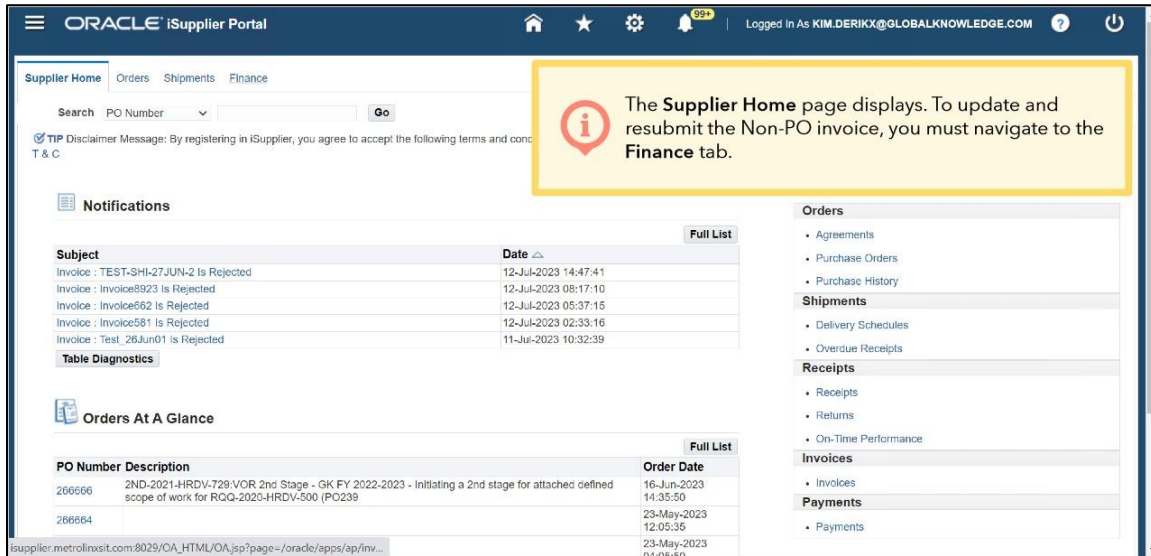 ORACLE iSupplier Portal
99+
Logged In As KIM.DERIKX@GLOBALKNOWLEDGE.COM
?
Supplier Home Orders Shipments Finance
Search PO Number Go
TIP Disclaimer Message: By registering in iSupplier, you agree to accept the following terms and cond
T & C
i
The Supplier Home page displays. To update and
resubmit the Non-PO invoice, you must navigate to the
Finance tab.
Notifications
Full List
Subject Date
Invoice : TEST-SHI-27JUN-2 Is Rejected 12-Jul-2023 14:47:41
Invoice : Invoice8923 Is Rejected 12-Jul-2023 08:17:10
Invoice : Invoice662 Is Rejected 12-Jul-2023 05:37:15
Invoice : Invoice581 Is Rejected 12-Jul-2023 02:33:16
Invoice : Test_26Jun01 Is Rejected 11-Jul-2023 10:32:39
Table Diagnostics
Orders At A Glance
Full List
PO Number Description Order Date
266666 2ND-2021-HRDV-729:VOR 2nd Stage - GK FY 2022-2023 - Initiating a 2nd stage for attached defined 16-Jun-2023
scope of work for RQQ-2020-HRDV-500 (PO239 14:35:50
266664 23-May-2023
12:05:35
23-May-2023
Orders
Agreements
Purchase Orders
Purchase History
Shipments
Delivery Schedules
Overdue Receipts
Receipts
Receipts
Returns
On-Time Performance
Invoices
Invoices
Payments
Payments
isupplier.metrolinxsit.com:8029/OA_HTML/OA.jsp?page=/oracle/apps/ap/inv...